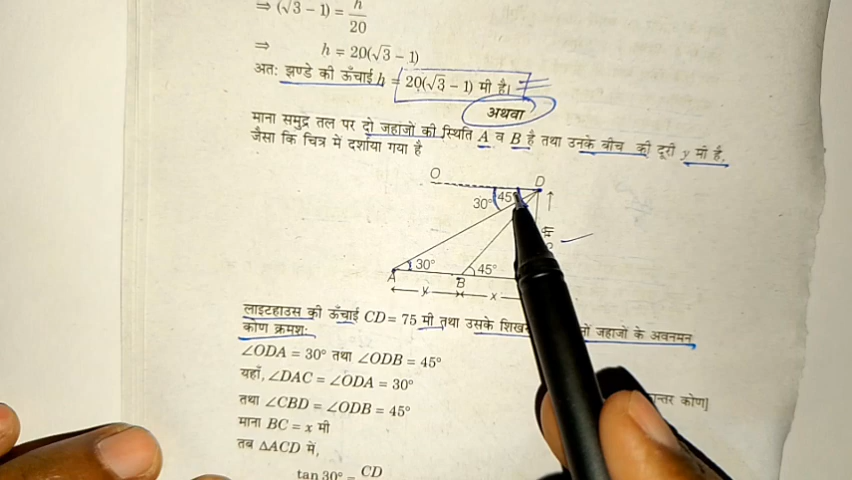 ⇒ (√3 − 1) = h/20
⇒ h = 20(√3 − 1)
अतः झण्डे की ऊँचाई h = 20(√3 − 1) मी है।
अथवा
माना समुद्र तल पर दो जहाजों की स्थिति A व B है तथा उनके बीच की दूरी y मी है,
जैसा कि चित्र में दर्शाया गया है
O D
30° 45°
मी
30° 45°
A B
y x
लाइटहाउस की ऊँचाई CD = 75 मी तथा उसके जहाजों के अवनमन
कोण क्रमशः
∠ODA = 30° तथा ∠ODB = 45°
यहाँ, ∠DAC = ∠ODA = 30°
तथा ∠CBD = ∠ODB = 45° कोण]
माना BC = x मी
तब ΔACD में,
tan 30° = CD